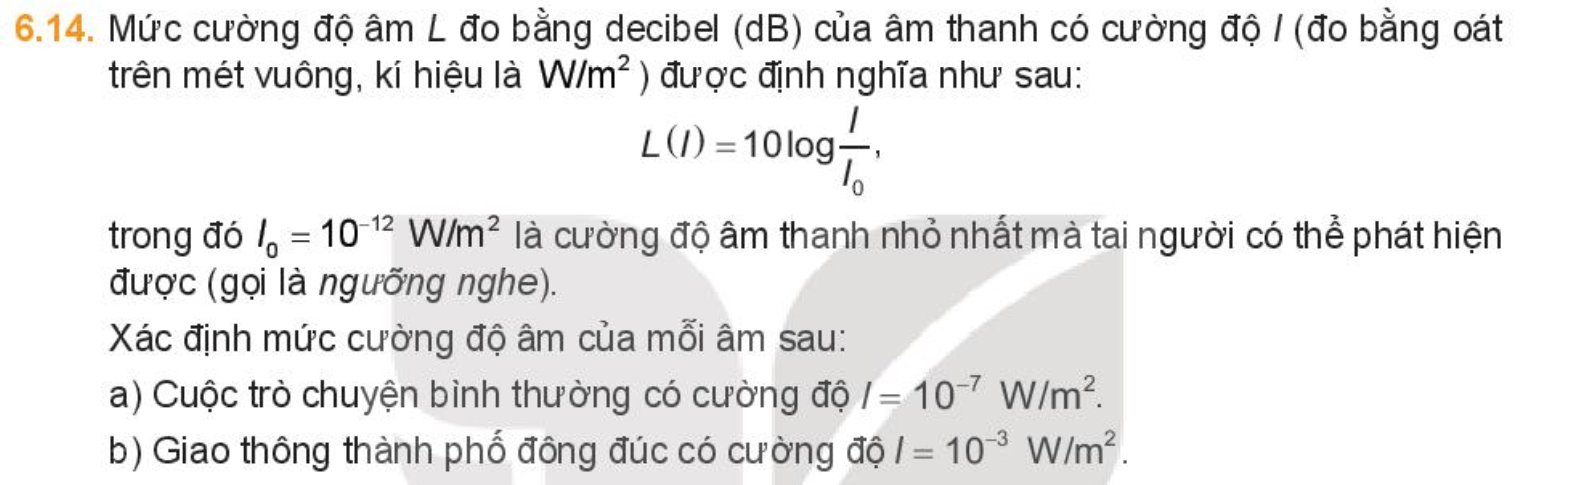 6.14. Mức cường độ âm L đo bằng decibel (dB) của âm thanh có cường độ I (đo bằng oát
trên mét vuông, kí hiệu là W/m² ) được định nghĩa như sau:
L(I) = 10log I/I₀,
trong đó I₀ = 10⁻¹² W/m² là cường độ âm thanh nhỏ nhất mà tai người có thể phát hiện
được (gọi là ngưỡng nghe).
Xác định mức cường độ âm của mỗi âm sau:
a) Cuộc trò chuyện bình thường có cường độ I = 10⁻⁷ W/m².
b) Giao thông thành phố đông đúc có cường độ I = 10⁻³ W/m².